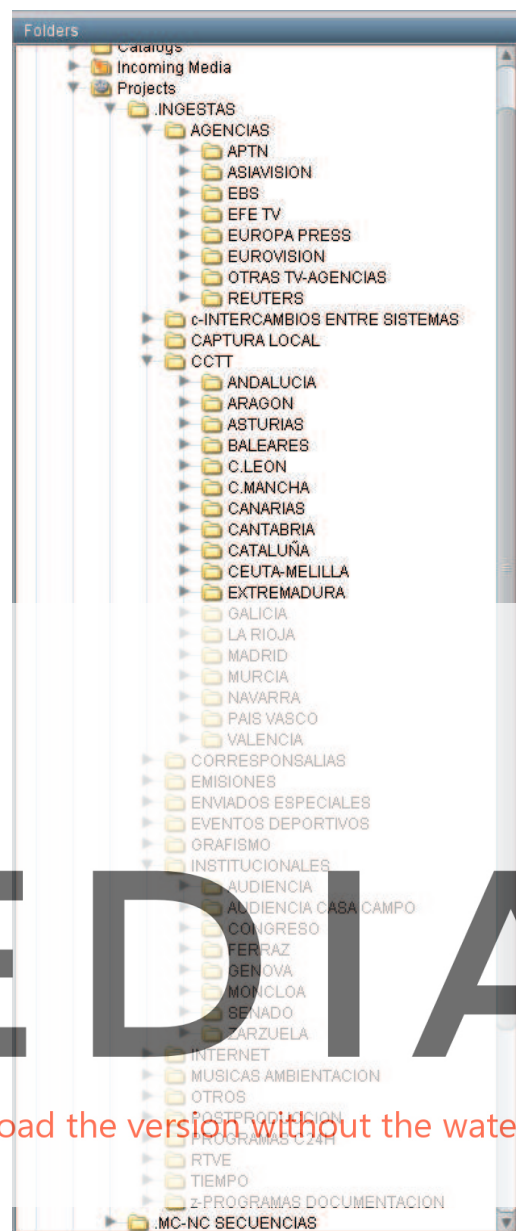 Folders
Catalogs
Incoming Media
Projects
.INGESTAS
AGENCIAS
APTN
ASIAVISION
EBS
EFE TV
EUROPA PRESS
EUROVISION
OTRAS TV-AGENCIAS
REUTERS
c-INTERCAMBIOS ENTRE SISTEMAS
CAPTURA LOCAL
CCTT
ANDALUCIA
ARAGON
ASTURIAS
BALEARES
C.LEON
C.MANCHA
CANARIAS
CANTABRIA
CATALUÑA
CEUTA-MELILLA
EXTREMADURA
GALICIA
LA RIOJA
MADRID
MURCIA
NAVARRA
PAIS VASCO
VALENCIA
CORRESPONSALIAS
EMISIONES
ENVIADOS ESPECIALES
EVENTOS DEPORTIVOS
GRAFISMO
INSTITUCIONALES
AUDIENCIA
AUDIENCIA CASA CAMPO
CONGRESO
FERRAZ
GENOVA
MONCLOA
SENADO
ZARZUELA
EDIA
INTERNET
MUSICAS AMBIENTACION
OTROS
POSTPRODUCCION
oad the version without the wate
PROGRAMAS C24H
RTVE
TIEMPO
z-PROGRAMAS DOCUMENTACION
.MC-NC SECUENCIAS